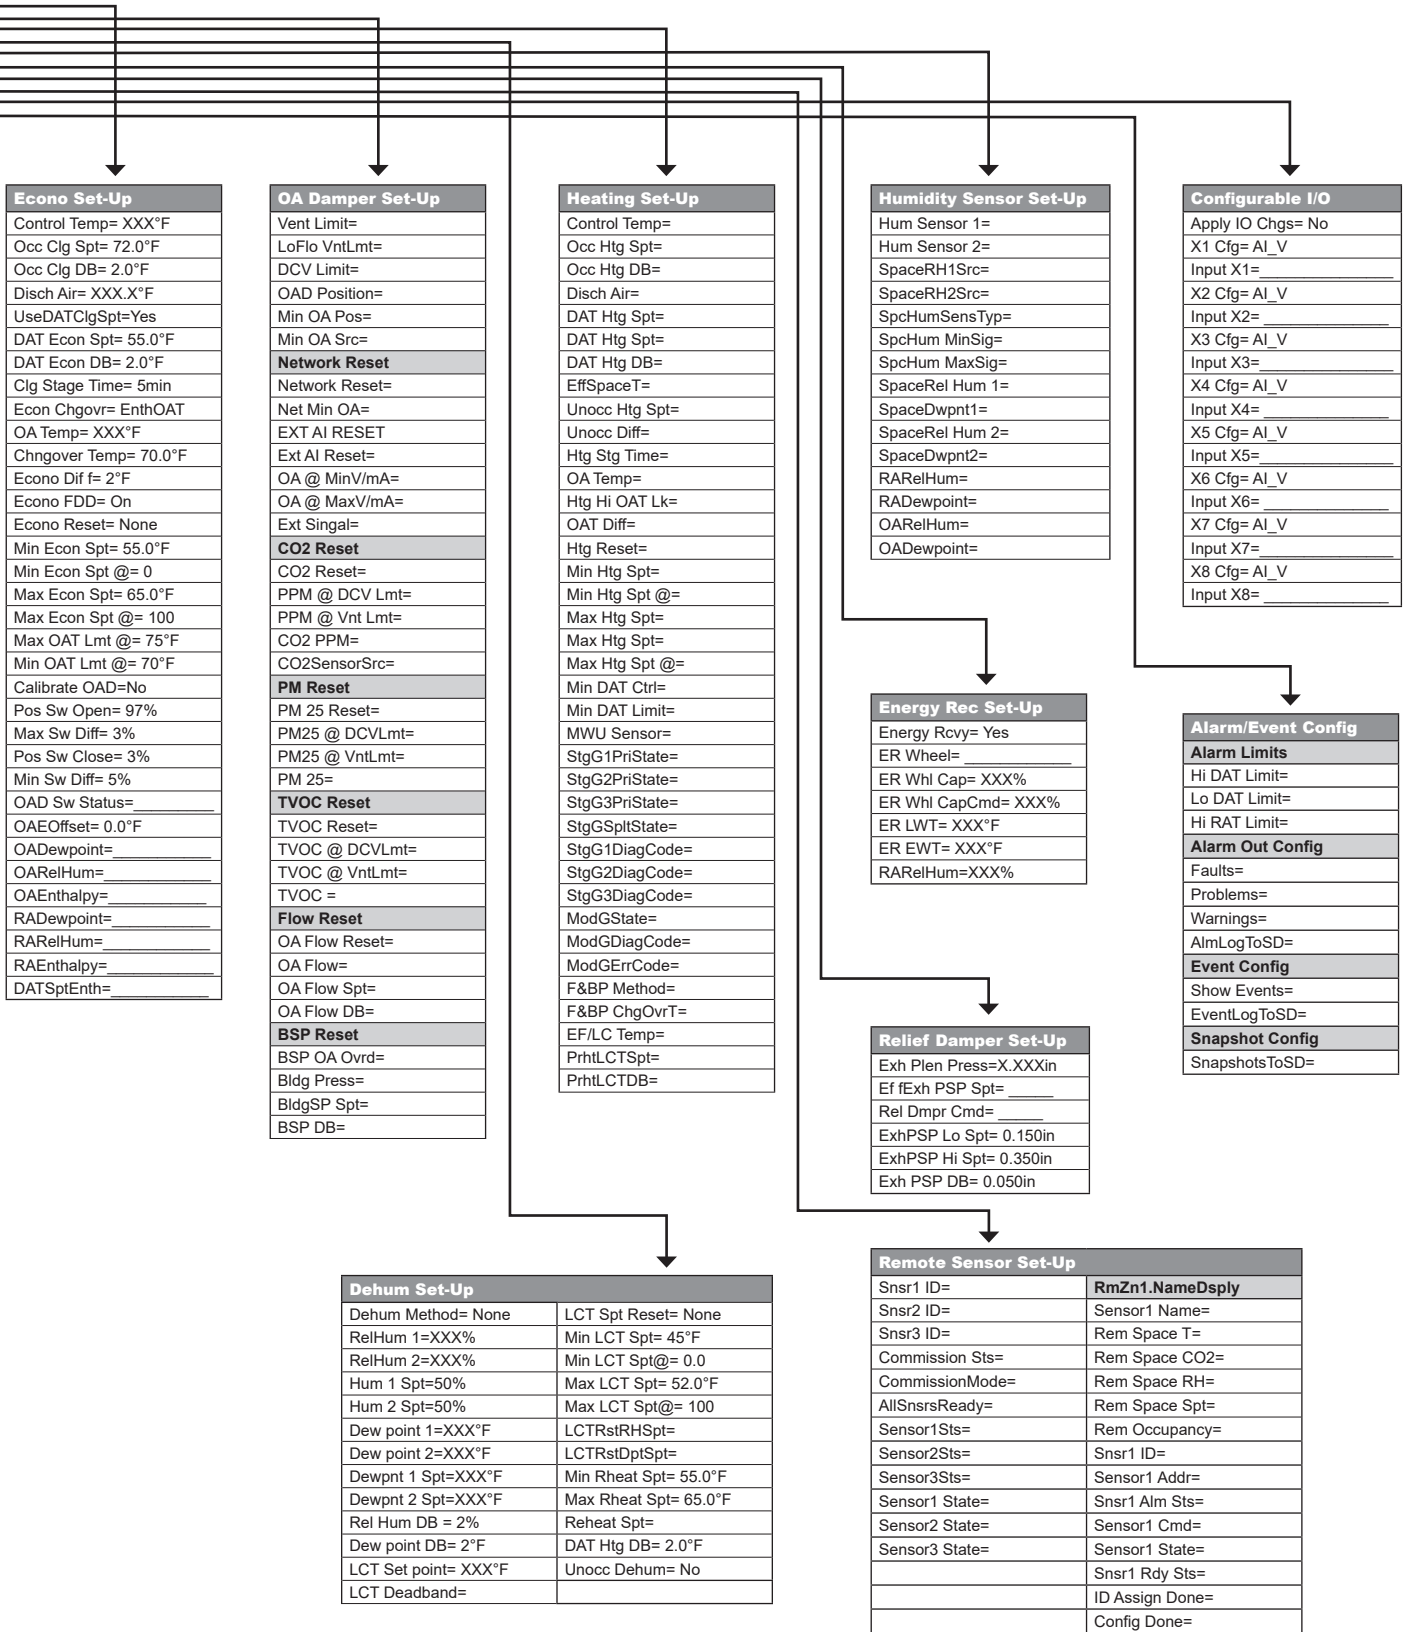 Econo Set-Up
Control Temp= XXX°F
Occ Clg Spt= 72.0°F
Occ Clg DB= 2.0°F
Disch Air= XXX.X°F
UseDATClgSpt=Yes
DAT Econ Spt= 55.0°F
DAT Econ DB= 2.0°F
Clg Stage Time= 5min
Econ Chgovr= EnthOAT
OA Temp= XXX°F
Chngover Temp= 70.0°F
Econo Dif f= 2°F
Econo FDD= On
Econo Reset= None
Min Econ Spt= 55.0°F
Min Econ Spt @= 0
Max Econ Spt= 65.0°F
Max Econ Spt @= 100
Max OAT Lmt @= 75°F
Min OAT Lmt @= 70°F
Calibrate OAD=No
Pos Sw Open= 97%
Max Sw Diff= 3%
Pos Sw Close= 3%
Min Sw Diff= 5%
OAD Sw Status=_________
OAEOffset= 0.0°F
OADewpoint=___________
OARelHum=____________
OAEnthalpy=___________
RADewpoint=___________
RARelHum=____________
RAEnthalpy=____________
DATSptEnth=___________
OA Damper Set-Up
Vent Limit=
LoFlo VntLmt=
DCV Limit=
OAD Position=
Min OA Pos=
Min OA Src=
Network Reset
Network Reset=
Net Min OA=
EXT AI RESET
Ext AI Reset=
OA @ MinV/mA=
OA @ MaxV/mA=
Ext Singal=
CO2 Reset
CO2 Reset=
PPM @ DCV Lmt=
PPM @ Vnt Lmt=
CO2 PPM=
CO2SensorSrc=
PM Reset
PM 25 Reset=
PM25 @ DCVLmt=
PM25 @ VntLmt=
PM 25=
TVOC Reset
TVOC Reset=
TVOC @ DCVLmt=
TVOC @ VntLmt=
TVOC =
Flow Reset
OA Flow Reset=
OA Flow=
OA Flow Spt=
OA Flow DB=
BSP Reset
BSP OA Ovrd=
Bldg Press=
BldgSP Spt=
BSP DB=
Heating Set-Up
Control Temp=
Occ Htg Spt=
Occ Htg DB=
Disch Air=
DAT Htg Spt=
DAT Htg Spt=
DAT Htg DB=
EffSpaceT=
Unocc Htg Spt=
Unocc Diff=
Htg Stg Time=
OA Temp=
Htg Hi OAT Lk=
OAT Diff=
Htg Reset=
Min Htg Spt=
Min Htg Spt @=
Max Htg Spt=
Max Htg Spt=
Max Htg Spt @=
Min DAT Ctrl=
Min DAT Limit=
MWU Sensor=
StgG1PriState=
StgG2PriState=
StgG3PriState=
StgGSpltState=
StgG1DiagCode=
StgG2DiagCode=
StgG3DiagCode=
ModGState=
ModGDiagCode=
ModGErrCode=
F&BP Method=
F&BP ChgOvrT=
EF/LC Temp=
PrhtLCTSpt=
PrhtLCTDB=
Humidity Sensor Set-Up
Hum Sensor 1=
Hum Sensor 2=
SpaceRH1Src=
SpaceRH2Src=
SpcHumSensTyp=
SpcHum MinSig=
SpcHum MaxSig=
SpaceRel Hum 1=
SpaceDwpnt1=
SpaceRel Hum 2=
SpaceDwpnt2=
RARelHum=
RADewpoint=
OARelHum=
OADewpoint=
Configurable I/O
Apply IO Chgs= No
X1 Cfg= AI_V
Input X1=_______________
X2 Cfg= AI_V
Input X2= ______________
X3 Cfg= AI_V
Input X3=_______________
X4 Cfg= AI_V
Input X4= ______________
X5 Cfg= AI_V
Input X5=_______________
X6 Cfg= AI_V
Input X6= ______________
X7 Cfg= AI_V
Input X7=_______________
X8 Cfg= AI_V
Input X8= ______________
Energy Rec Set-Up
Energy Rcvy= Yes
ER Wheel= ____________
ER Whl Cap= XXX%
ER Whl CapCmd= XXX%
ER LWT= XXX°F
ER EWT= XXX°F
RARelHum=XXX%
Alarm/Event Config
Alarm Limits
Hi DAT Limit=
Lo DAT Limit=
Hi RAT Limit=
Alarm Out Config
Faults=
Problems=
Warnings=
AlmLogToSD=
Event Config
Show Events=
EventLogToSD=
Snapshot Config
SnapshotsToSD=
Relief Damper Set-Up
Exh Plen Press=X.XXXin
Ef fExh PSP Spt= _____
Rel Dmpr Cmd= _____
ExhPSP Lo Spt= 0.150in
ExhPSP Hi Spt= 0.350in
Exh PSP DB= 0.050in
Dehum Set-Up
Dehum Method= None
RelHum 1=XXX%
RelHum 2=XXX%
Hum 1 Spt=50%
Hum 2 Spt=50%
Dew point 1=XXX°F
Dew point 2=XXX°F
Dewpnt 1 Spt=XXX°F
Dewpnt 2 Spt=XXX°F
Rel Hum DB = 2%
Dew point DB= 2°F
LCT Set point= XXX°F
LCT Deadband=
LCT Spt Reset= None
Min LCT Spt= 45°F
Min LCT Spt@= 0.0
Max LCT Spt= 52.0°F
Max LCT Spt@= 100
LCTRstRHSpt=
LCTRstDptSpt=
Min Rheat Spt= 55.0°F
Max Rheat Spt= 65.0°F
Reheat Spt=
DAT Htg DB= 2.0°F
Unocc Dehum= No
Remote Sensor Set-Up
Snsr1 ID=
Snsr2 ID=
Snsr3 ID=
Commission Sts=
CommissionMode=
AllSnsrsReady=
Sensor1Sts=
Sensor2Sts=
Sensor3Sts=
Sensor1 State=
Sensor2 State=
Sensor3 State=
RmZn1.NameDsply
Sensor1 Name=
Rem Space T=
Rem Space CO2=
Rem Space RH=
Rem Space Spt=
Rem Occupancy=
Snsr1 ID=
Sensor1 Addr=
Snsr1 Alm Sts=
Sensor1 Cmd=
Sensor1 State=
Snsr1 Rdy Sts=
ID Assign Done=
Config Done=